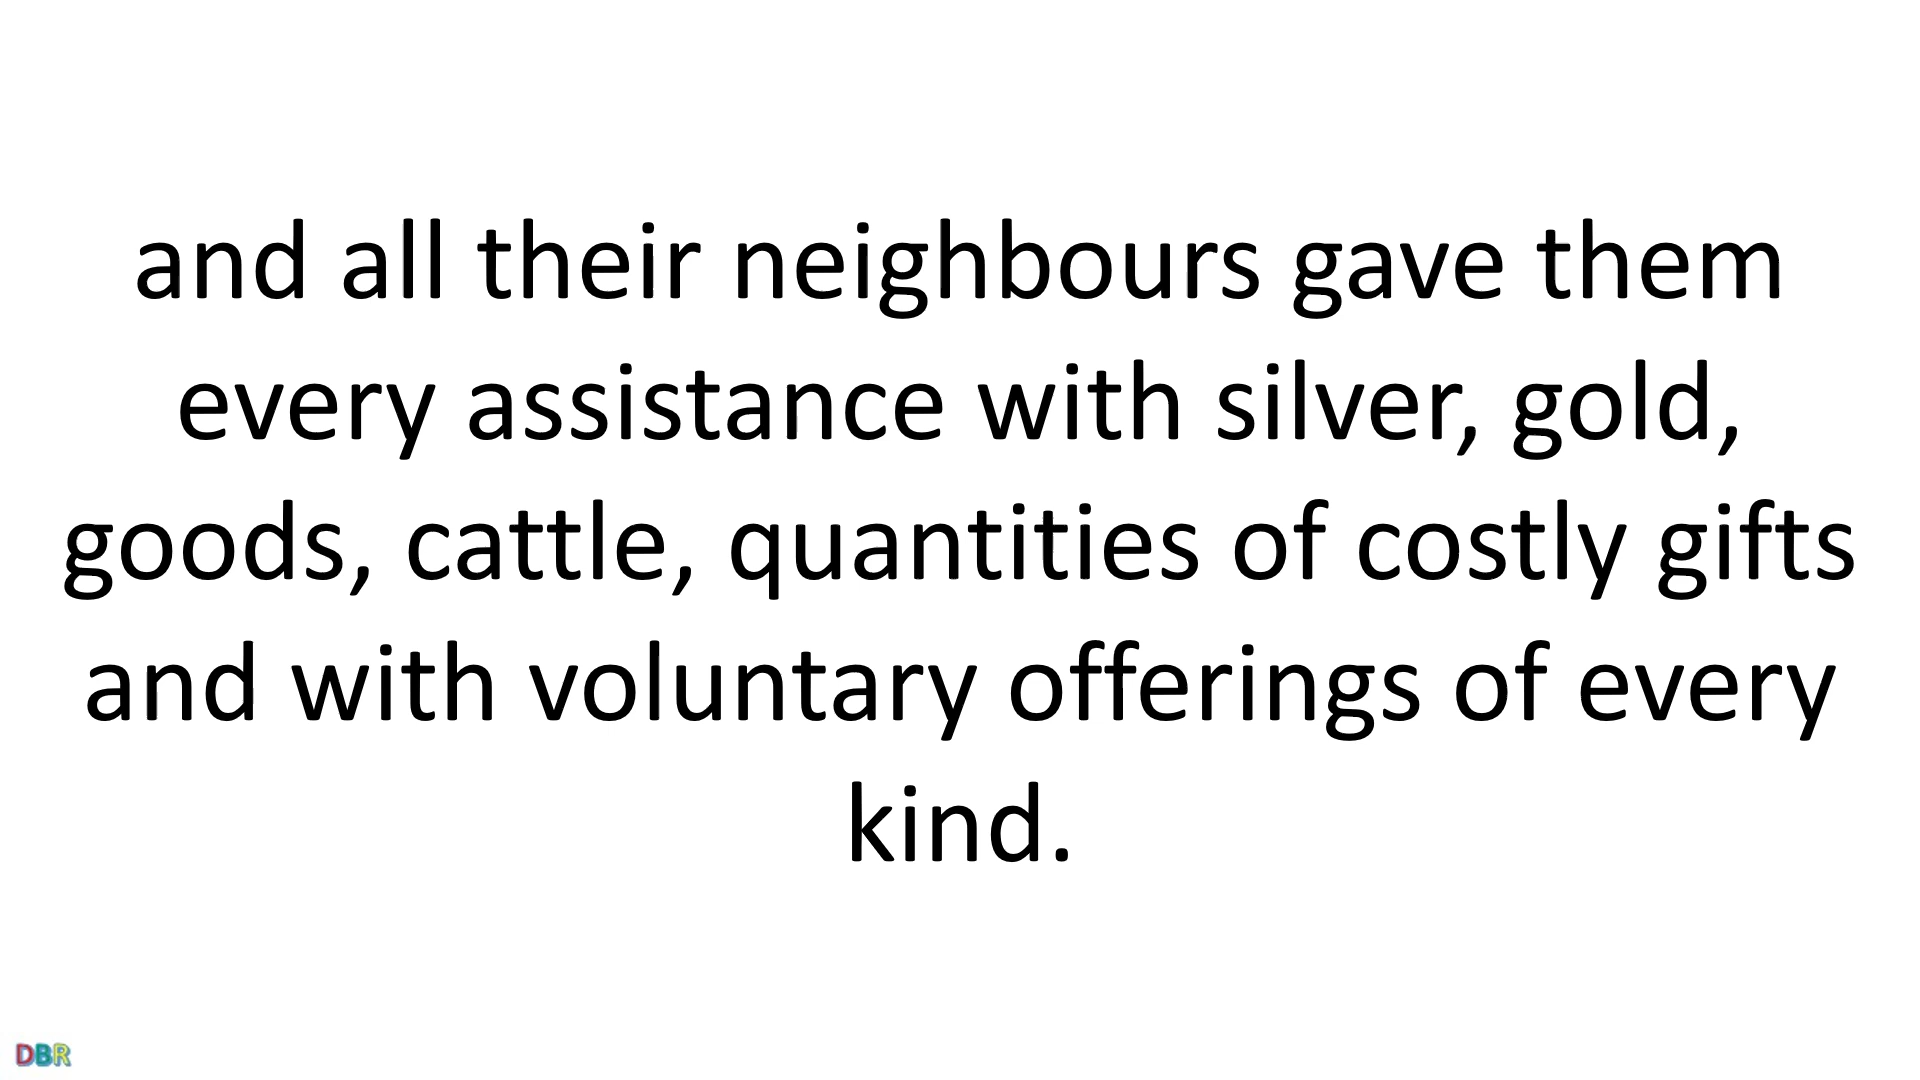 and all their neighbours gave them
every assistance with silver, gold,
goods, cattle, quantities of costly gifts
and with voluntary offerings of every
kind.
DBR